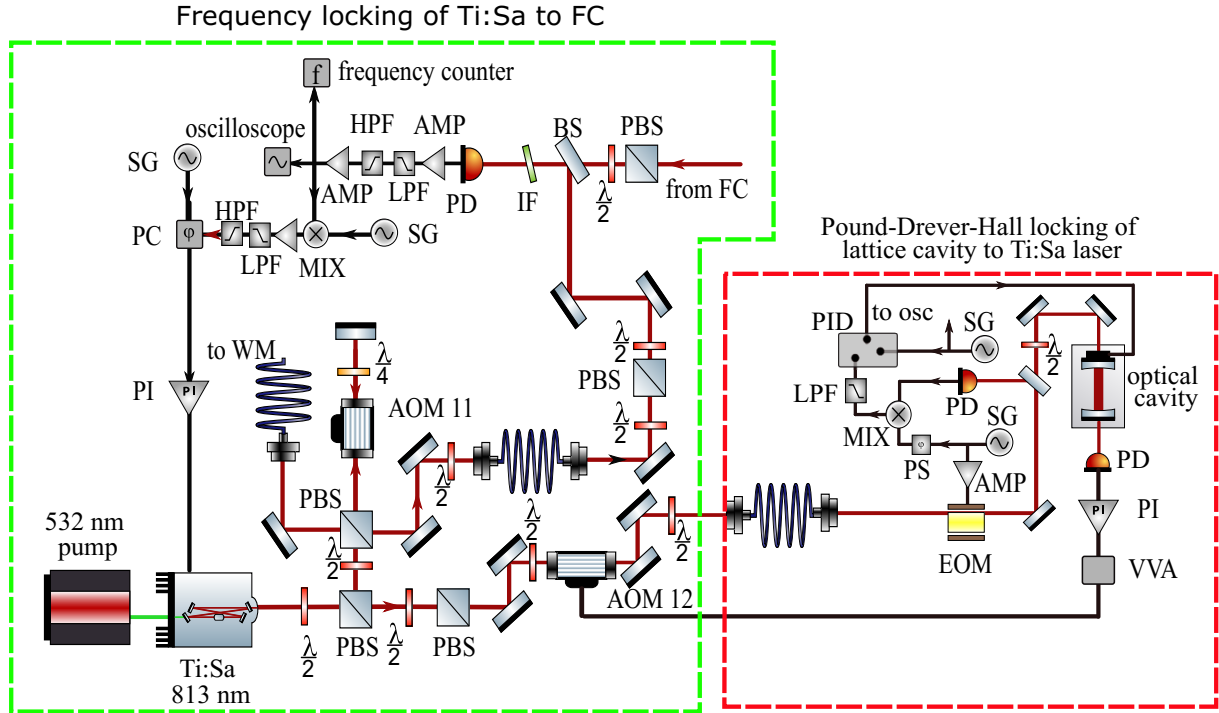 Frequency locking of Ti:Sa to FC
f
frequency counter
oscilloscope
HPF
AMP
BS
PBS
SG
AMP
LPF
PD
IF
λ/2
from FC
HPF
PC
φ
LPF
MIX
SG
Pound-Drever-Hall locking of
lattice cavity to Ti:Sa laser
to osc
PID
SG
λ/2
to WM
λ/4
λ/2
PBS
PI
PI
AOM 11
λ/2
LPF
PD
optical
cavity
MIX
SG
φ
PS
AMP
PD
PBS
λ/2
λ/2
λ/2
PI
PI
532 nm
pump
λ/2
EOM
VVA
AOM 12
λ/2
PBS
λ/2
PBS
Ti:Sa
813 nm